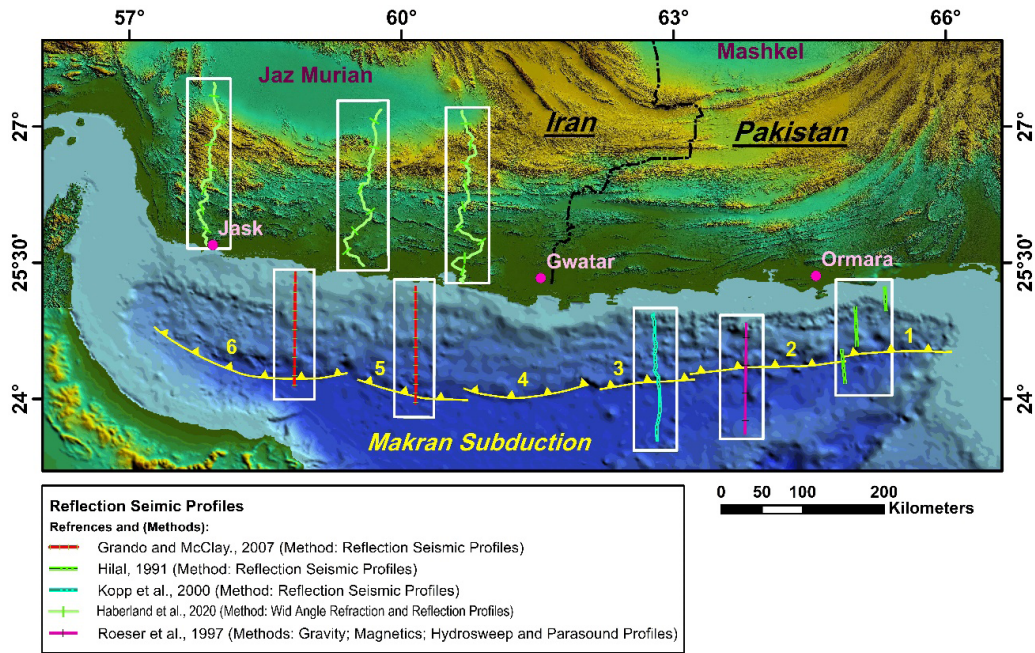 57° 60° 63° 66°
Mashkel
Jaz Murian
27° Iran Pakistan 27°
Jask
25°30' Gwatar Ormara 25°30'
6 5 4 3 2 1
24° 24°
Makran Subduction
Reflection Seimic Profiles
Refrences and (Methods):
Grando and McClay., 2007 (Method: Reflection Seismic Profiles)
Hilal, 1991 (Method: Reflection Seismic Profiles)
Kopp et al., 2000 (Method: Reflection Seismic Profiles)
Haberland et al., 2020 (Method: Wid Angle Refraction and Reflection Profiles)
Roeser et al., 1997 (Methods: Gravity; Magnetics; Hydrosweep and Parasound Profiles)
0 50 100 200
Kilometers